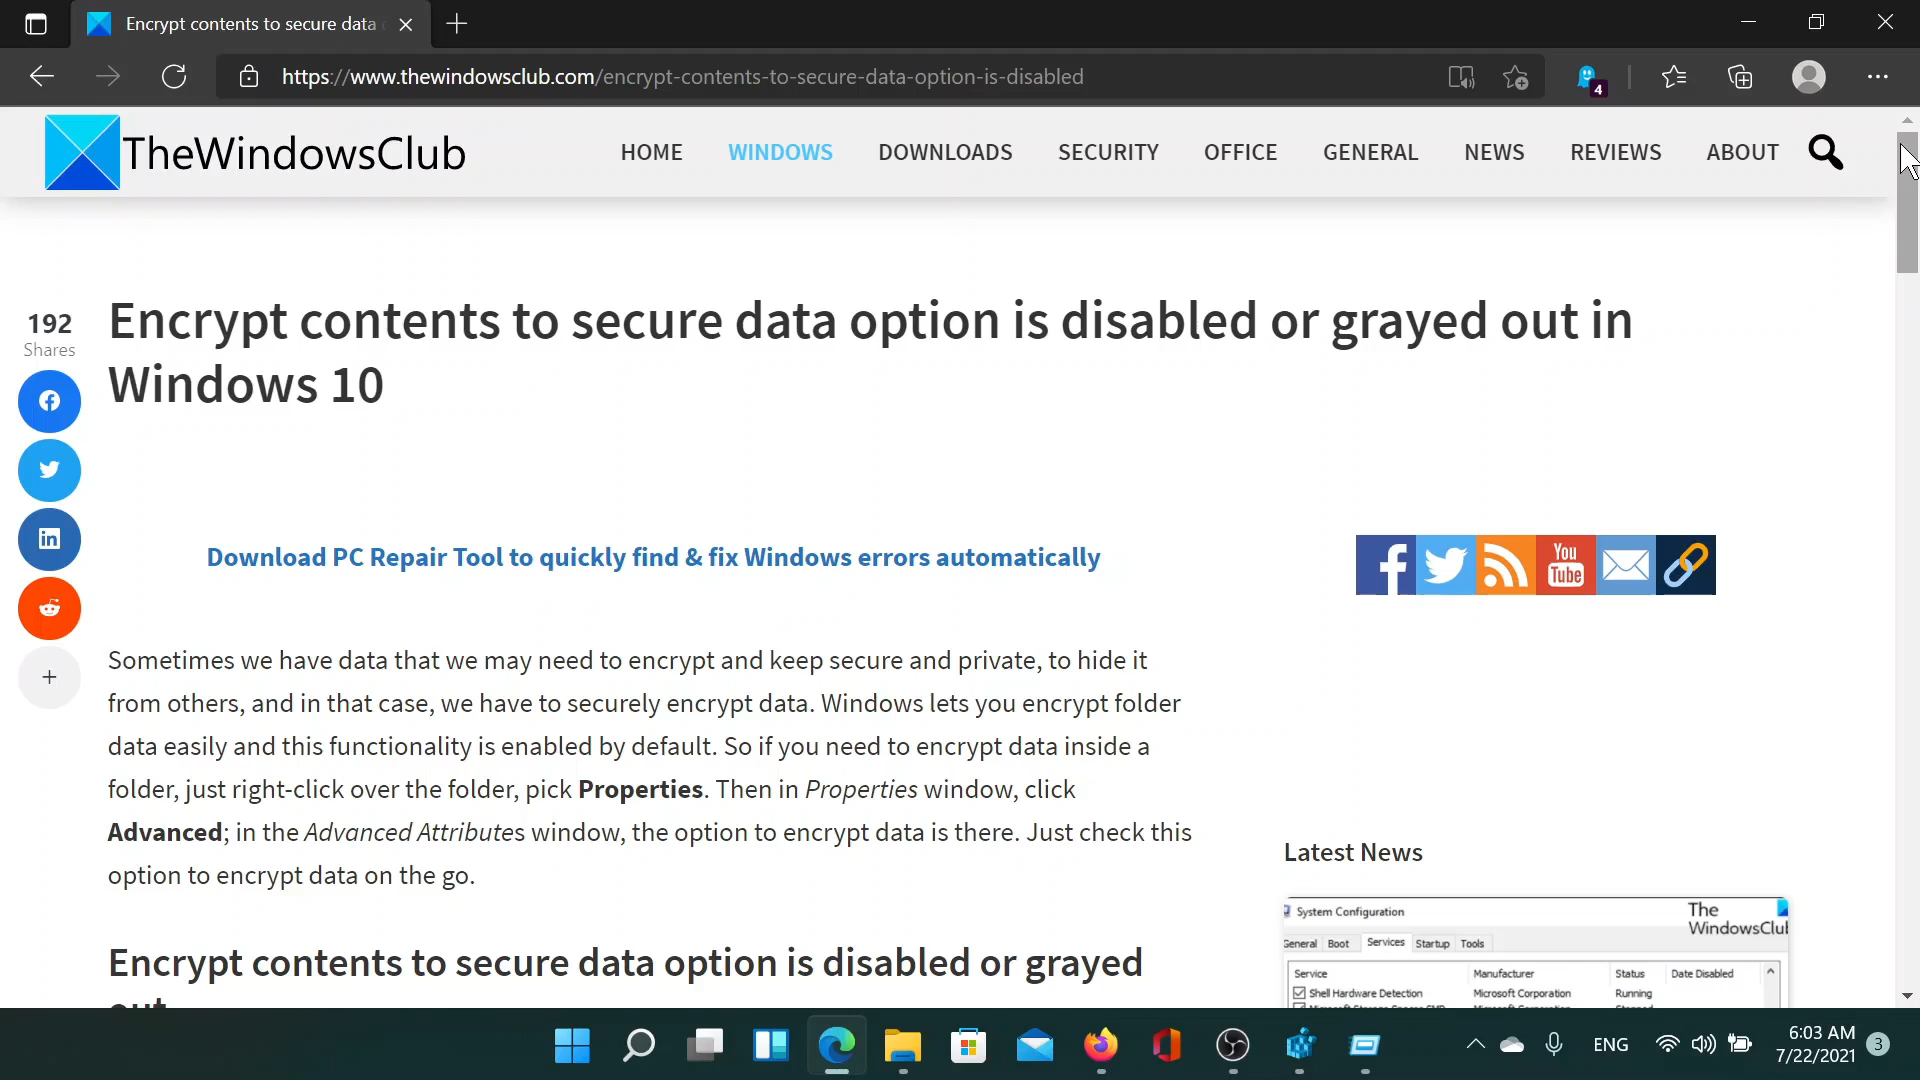 Encrypt contents to secure data
https://www.thewindowsclub.com/encrypt-contents-to-secure-data-option-is-disabled
4
TheWindowsClub
HOME WINDOWS DOWNLOADS SECURITY OFFICE GENERAL NEWS REVIEWS ABOUT
192
Shares
Encrypt contents to secure data option is disabled or grayed out in
Windows 10
Download PC Repair Tool to quickly find & fix Windows errors automatically
You
Tube
Sometimes we have data that we may need to encrypt and keep secure and private, to hide it
from others, and in that case, we have to securely encrypt data. Windows lets you encrypt folder
data easily and this functionality is enabled by default. So if you need to encrypt data inside a
folder, just right-click over the folder, pick Properties. Then in Properties window, click
Advanced; in the Advanced Attributes window, the option to encrypt data is there. Just check this
option to encrypt data on the go.
Encrypt contents to secure data option is disabled or grayed
out
Latest News
System Configuration
The
WindowsClub
General Boot Services Startup Tools
Service Manufacturer Status Date Disabled
Shell Hardware Detection Microsoft Corporation Running
ENG
6:03 AM
7/22/2021
3